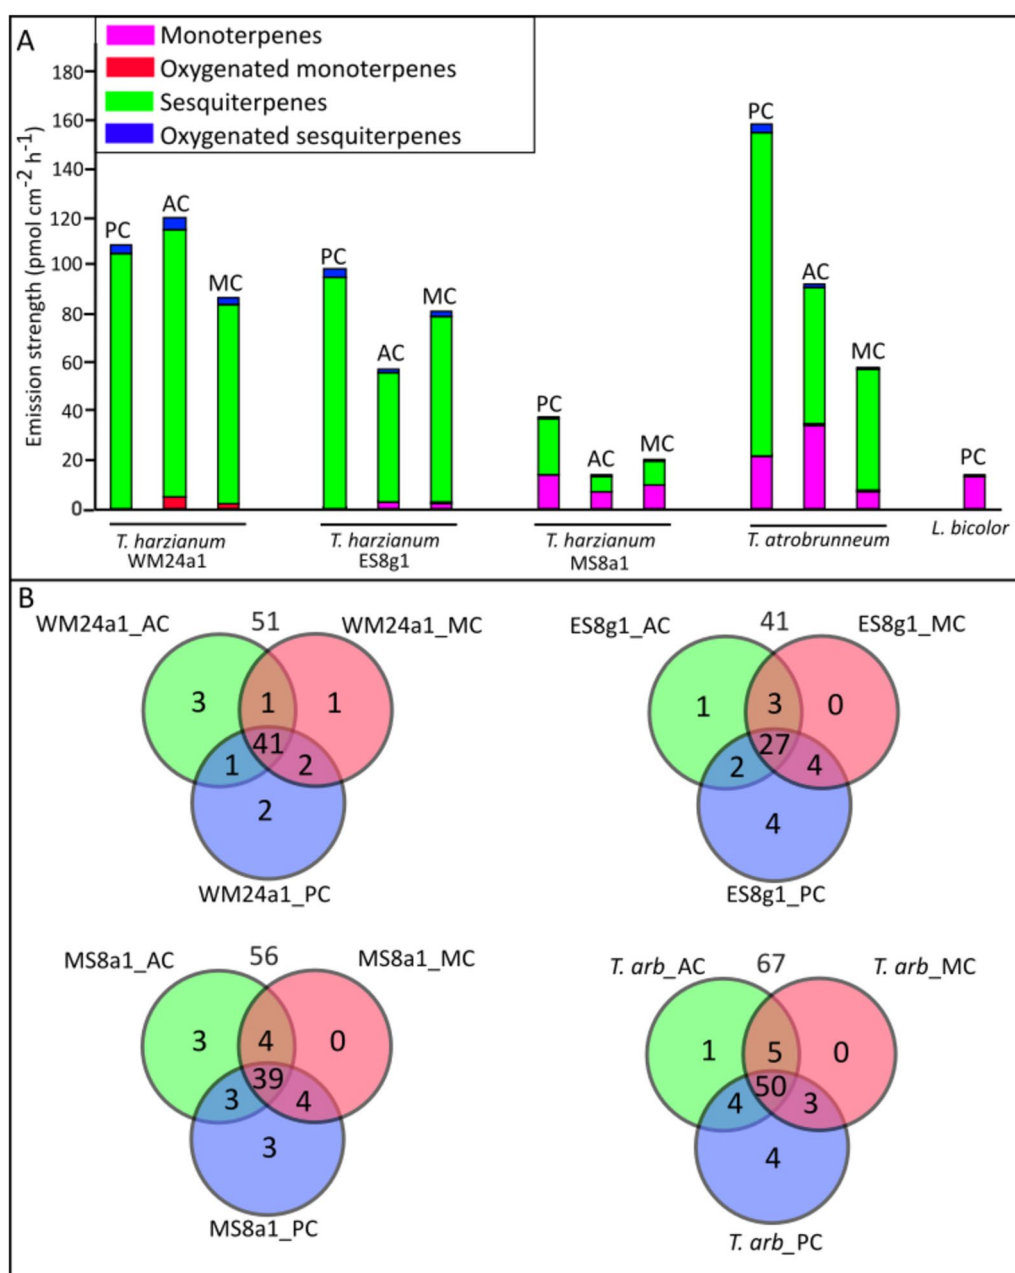 A
Monoterpenes
Oxygenated monoterpenes
Sesquiterpenes
Oxygenated sesquiterpenes
Emission strength (pmol cm-2 h-1)
180
160
140
120
100
80
60
40
20
0
PC AC MC
PC AC MC
PC AC MC
PC AC MC
PC
T. harzianum
WM24a1
T. harzianum
ES8g1
T. harzianum
MS8a1
T. atrobrunneum
L. bicolor
B
WM24a1_AC 51 WM24a1_MC
3 1 1
41
1 2
2
WM24a1_PC
ES8g1_AC 41 ES8g1_MC
1 3 0
27
2 4
4
ES8g1_PC
MS8a1_AC 56 MS8a1_MC
3 4 0
39
3 4
3
MS8a1_PC
T. arb_AC 67 T. arb_MC
1 5 0
50
4 3
4
T. arb_PC